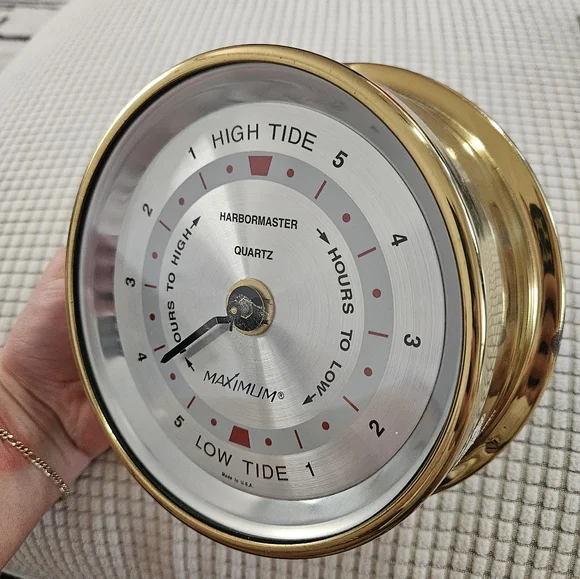 HIGH TIDE
1
5
2
4
3
3
4
2
5
1
LOW TIDE
HARBORMASTER
QUARTZ
OURS TO HIGH
HOURS TO LOW
MAXIMUM®
Made in U.S.A.